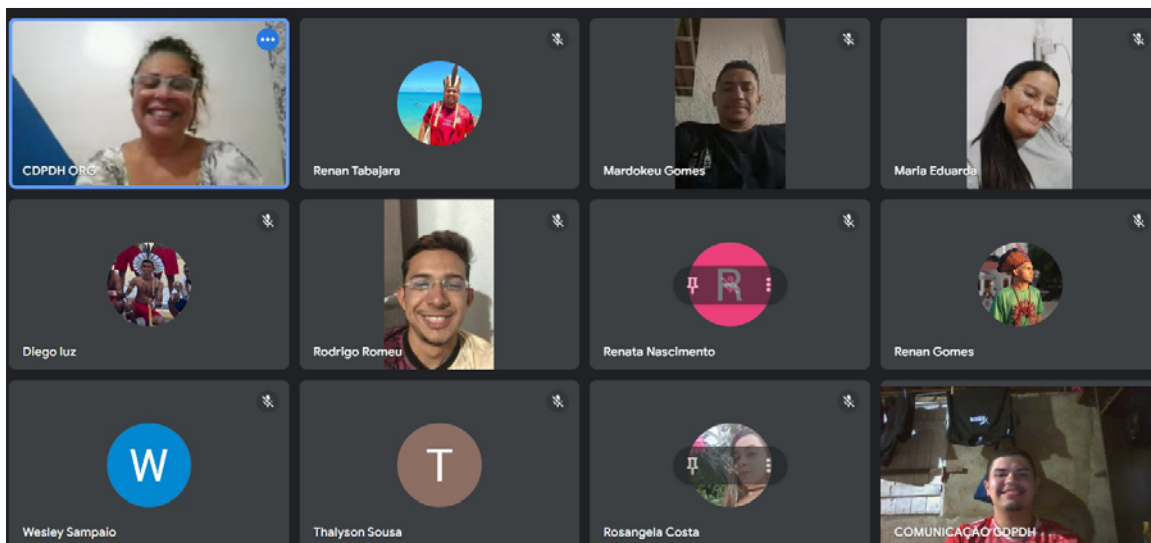 CDPDH ORG
Renan Tabajara
Mardokeu Gomes
Maria Eduarda
Diego luz
Rodrigo Romeu
R
Renata Nascimento
Renan Gomes
W
Wesley Sampaio
T
Thalyson Sousa
Rosangela Costa
COMUNICAÇÃO CDPDH